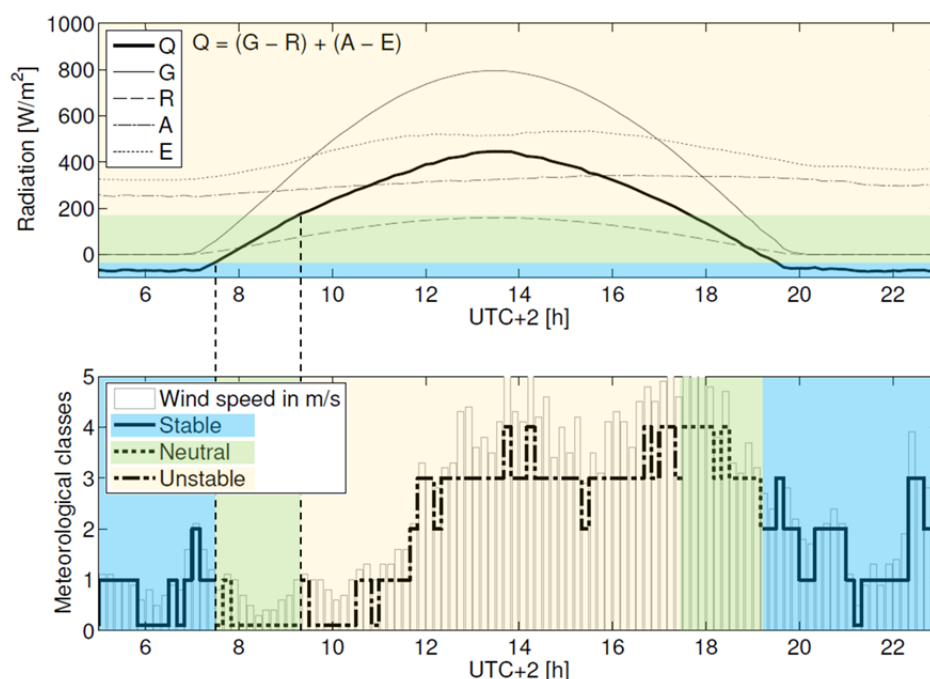 1000
800
600
400
200
0
Radiation [W/m²]
Q = (G − R) + (A − E)
Q
G
R
A
E
6 8 10 12 14 16 18 20 22
UTC+2 [h]
5
4
3
2
1
0
Meteorological classes
Wind speed in m/s
Stable
Neutral
Unstable
6 8 10 12 14 16 18 20 22
UTC+2 [h]